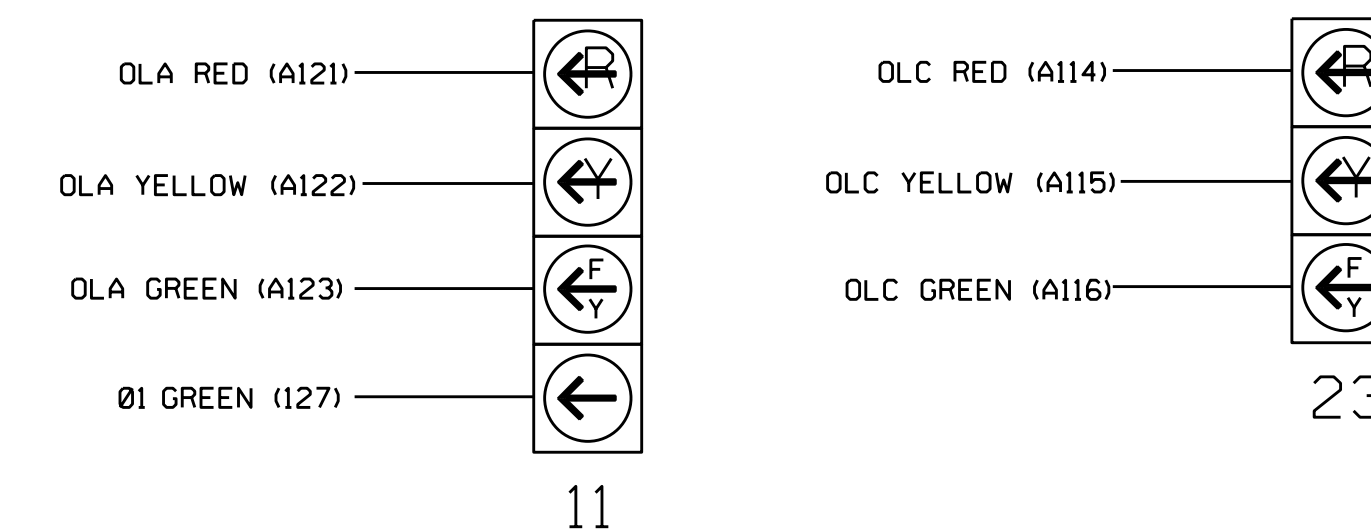 OLA RED (A121)
R
OLA YELLOW (A122)
Y
OLA GREEN (A123)
F
Y
Ø1 GREEN (127)
11
OLC RED (A114)
R
OLC YELLOW (A115)
Y
OLC GREEN (A116)
F
Y
23